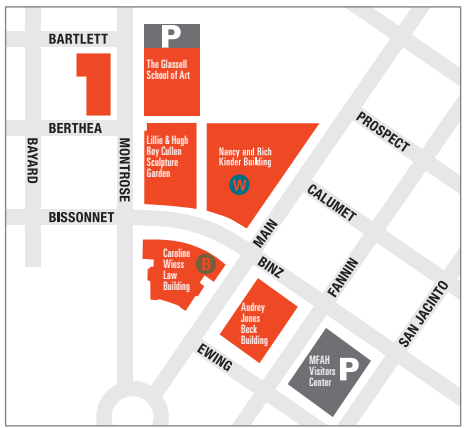 BARTLETT
P
The Glassell
School of Art
BERTHEA
BAYARD
MONTROSE
Lillie & Hugh
Roy Cullen
Sculpture
Garden
Nancy and Rich
Kinder Building
W
PROSPECT
CALUMET
BISSONNET
MAIN
BINZ
FANNIN
SAN JACINTO
Caroline
Wiess
Law
Building
B
Audrey
Jones
Beck
Building
EWING
MFAH
Visitors
Center
P